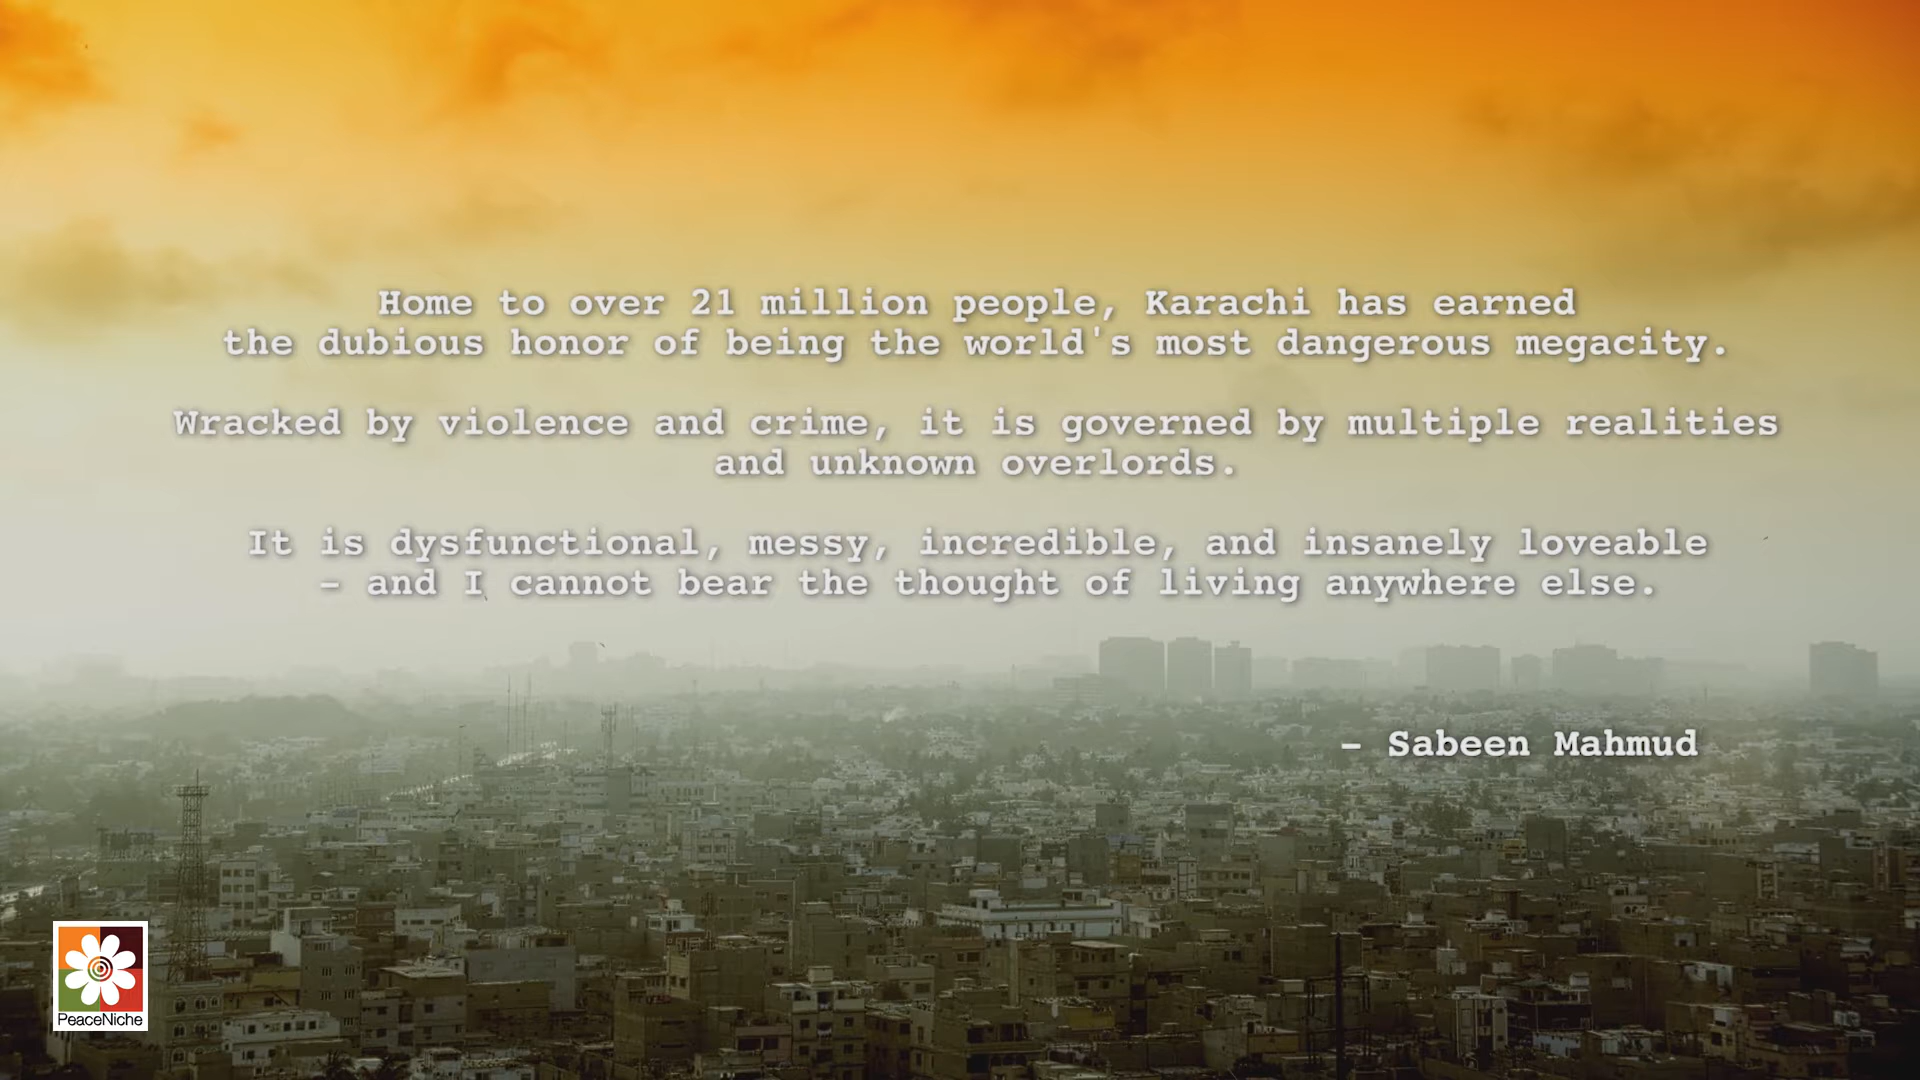 Home to over 21 million people, Karachi has earned
the dubious honor of being the world's most dangerous megacity.
Wracked by violence and crime, it is governed by multiple realities
and unknown overlords.
It is dysfunctional, messy, incredible, and insanely loveable
– and I cannot bear the thought of living anywhere else.
– Sabeen Mahmud
PeaceNiche